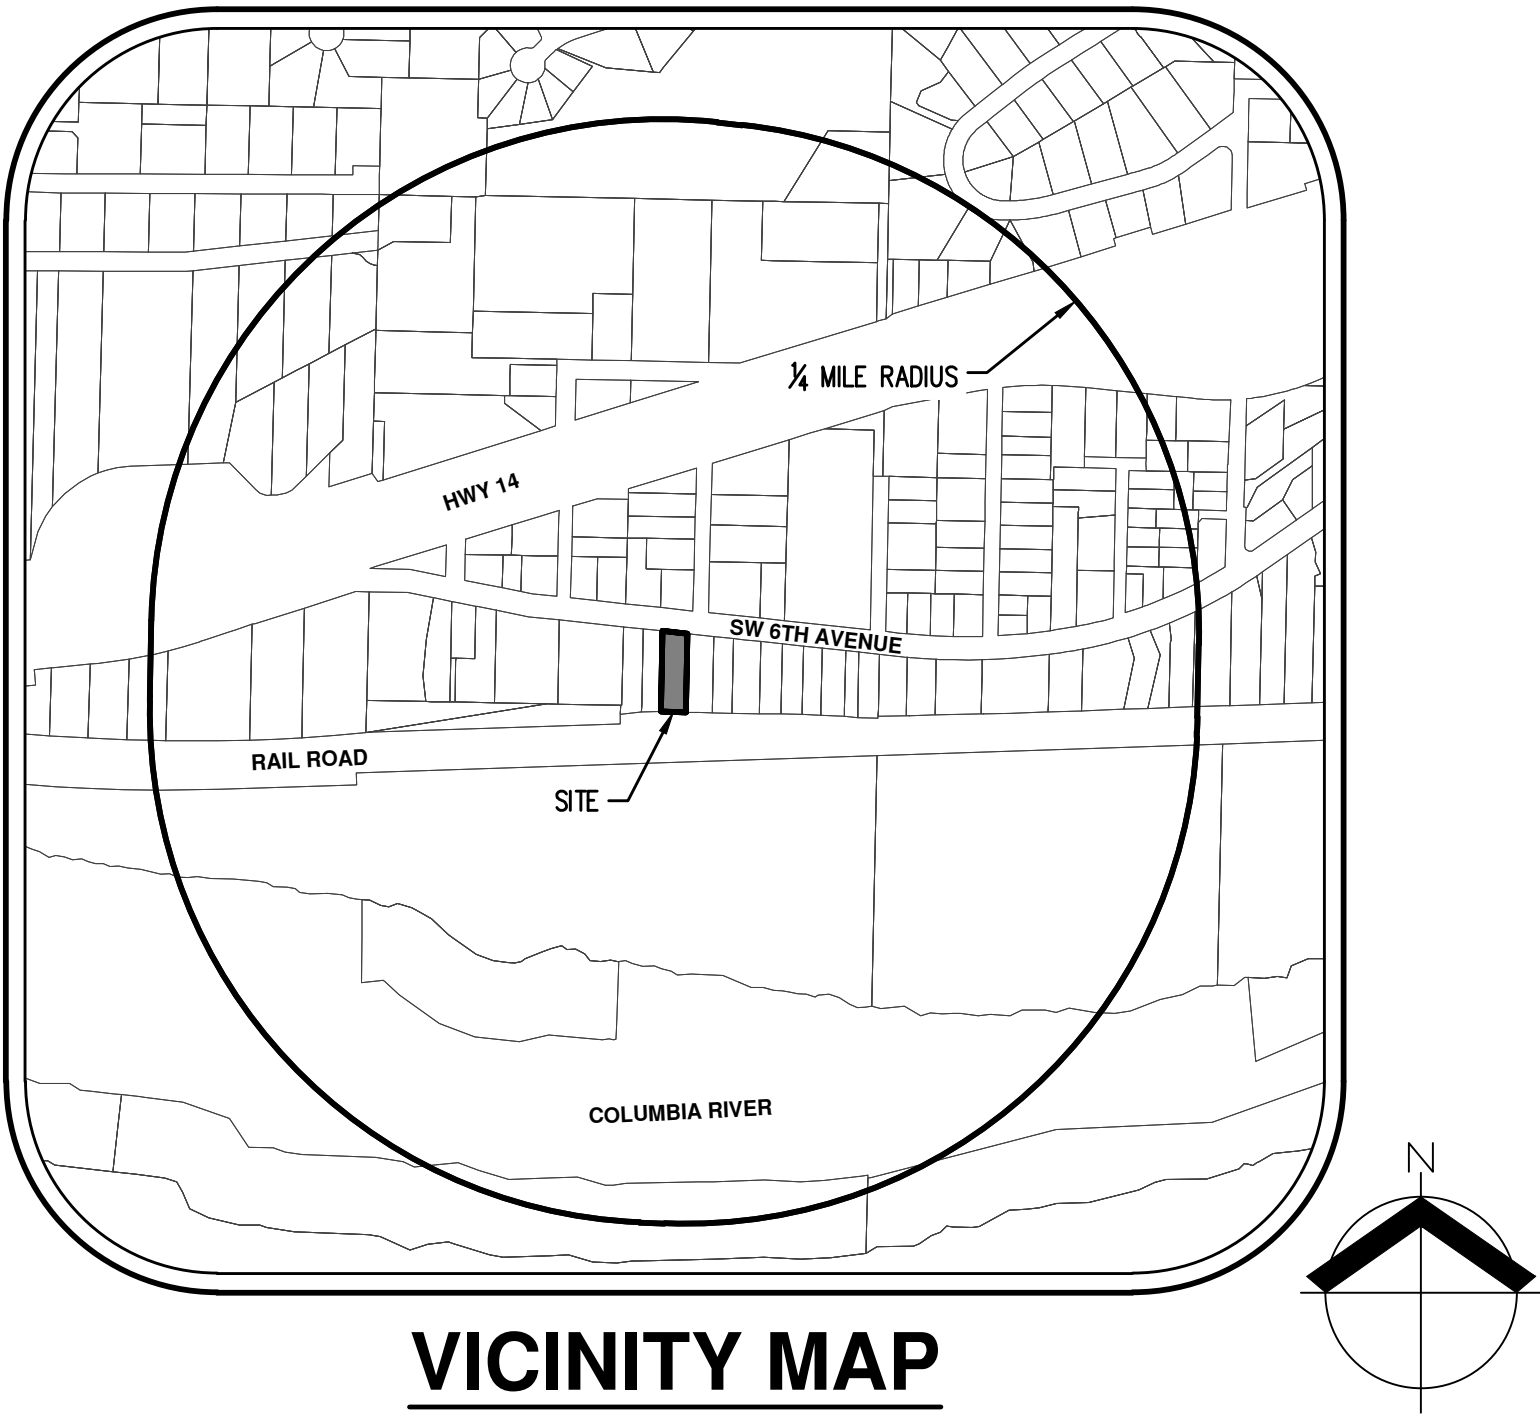 ¼ MILE RADIUS
HWY 14
SW 6TH AVENUE
RAIL ROAD
SITE
COLUMBIA RIVER
N
VICINITY MAP